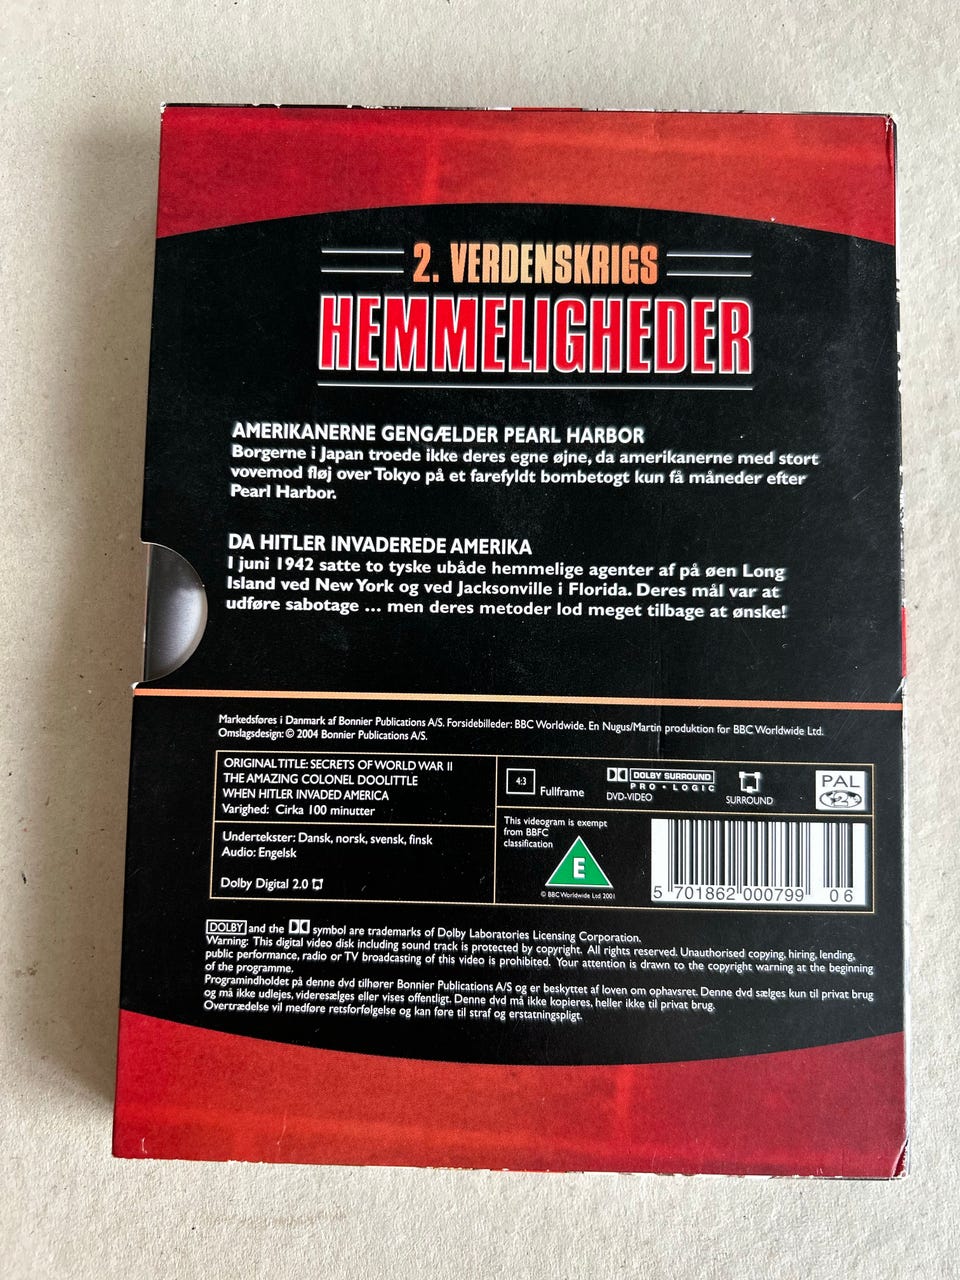 2. VERDENSKRIGS
HEMMELIGHEDER
AMERIKANERNE GENGÆLDER PEARL HARBOR
Borgerne i Japan troede ikke deres egne øjne, da amerikanerne med stort
vovemod fløj over Tokyo på et farefyldt bombetogt kun få måneder efter
Pearl Harbor.
DA HITLER INVADEREDE AMERIKA
I juni 1942 satte to tyske ubåde hemmelige agenter af på øen Long
Island ved New York og ved Jacksonville i Florida. Deres mål var at
udføre sabotage ... men deres metoder lod meget tilbage at ønske!
Markedsføres i Danmark af Bonnier Publications A/S. Forsidebilleder: BBC Worldwide. En Nugus/Martin produktion for BBC Worldwide Ltd.
Omslagsdesign: © 2004 Bonnier Publications A/S.
ORIGINALTITLE: SECRETS OF WORLD WAR II
THE AMAZING COLONEL DOOLITTLE
WHEN HITLER INVADED AMERICA
Varighed: Cirka 100 minutter
Undertekster: Dansk, norsk, svensk, finsk
Audio: Engelsk
Dolby Digital 2.0
4:3
Fullframe
DOLBY SURROUND
PRO • LOGIC
DVD-VIDEO
SURROUND
PAL
2
This videogram is exempt
from BBFC
classification
E
© BBC Worldwide Ltd 2001
5 701862 000799 06
DOLBY and the symbol are trademarks of Dolby Laboratories Licensing Corporation.
Warning: This digital video disk including sound track is protected by copyright. All rights reserved. Unauthorised copying, hiring, lending,
public performance, radio or TV broadcasting of this video is prohibited. Your attention is drawn to the copyright warning at the beginning
of the programme.
Programindholdet på denne dvd tilhører Bonnier Publications A/S og er beskyttet af loven om ophavsret. Denne dvd sælges kun til privat brug
og må ikke udlejes, videresælges eller vises offentligt. Denne dvd må ikke kopieres, heller ikke til privat brug.
Overtrædelse vil medføre retsforfølgelse og kan føre til straf og erstatningspligt.